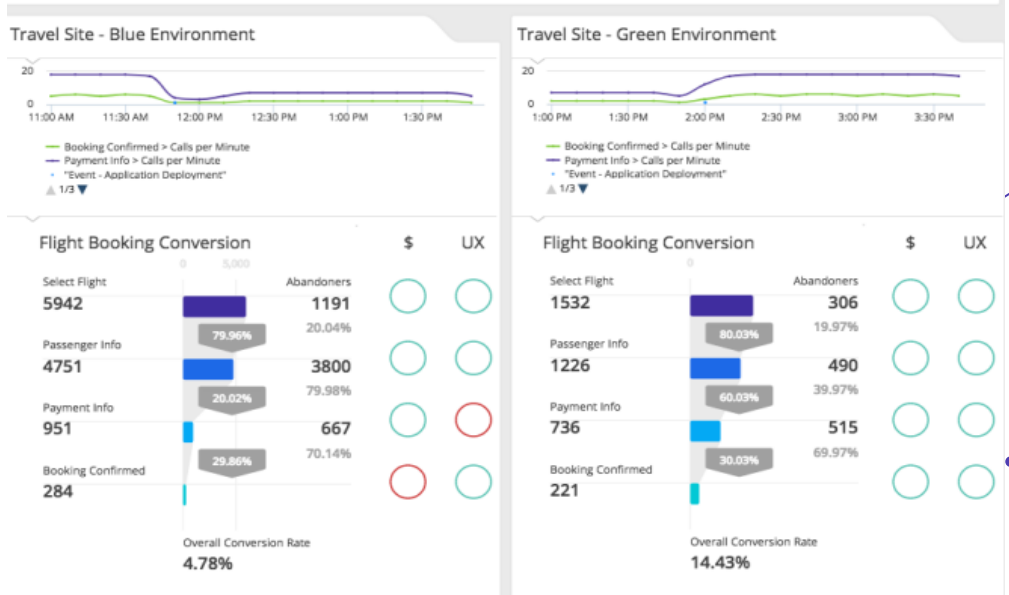 Travel Site - Blue Environment
20
0
11:00 AM 11:30 AM 12:00 PM 12:30 PM 1:00 PM 1:30 PM
Booking Confirmed > Calls per Minute
Payment Info > Calls per Minute
"Event - Application Deployment"
1/3
Flight Booking Conversion $ UX
0 5,000
Select Flight Abandoners
5942 1191
79.96% 20.04%
Passenger Info
4751 3800
20.02% 79.98%
Payment Info
951 667
29.86% 70.14%
Booking Confirmed
284
Overall Conversion Rate
4.78%
Travel Site - Green Environment
20
0
1:00 PM 1:30 PM 2:00 PM 2:30 PM 3:00 PM 3:30 PM
Booking Confirmed > Calls per Minute
Payment Info > Calls per Minute
"Event - Application Deployment"
1/3
Flight Booking Conversion $ UX
0
Select Flight Abandoners
1532 306
80.03% 19.97%
Passenger Info
1226 490
60.03% 39.97%
Payment Info
736 515
30.03% 69.97%
Booking Confirmed
221
Overall Conversion Rate
14.43%